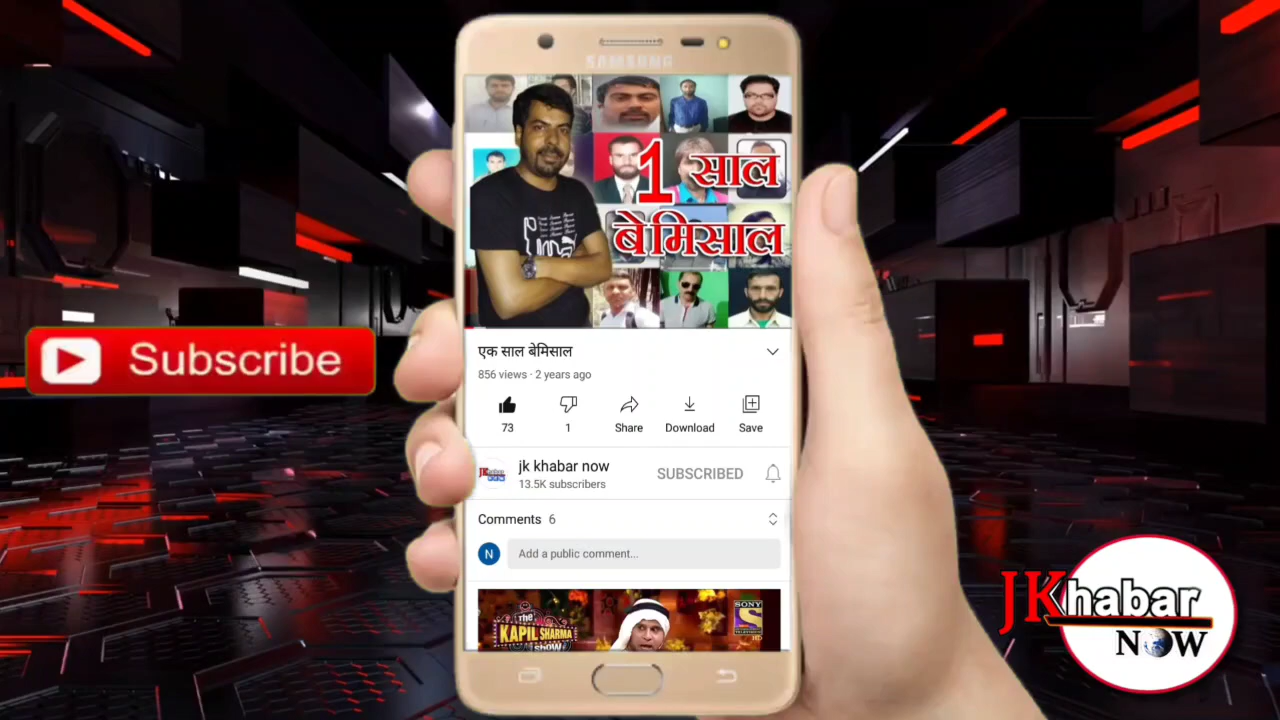 SAMSUNG
1 साल
बेमिसाल
एक साल बेमिसाल
856 views · 2 years ago
73
1
Share
Download
Save
jk khabar now
13.5K subscribers
SUBSCRIBED
Comments 6
N
Add a public comment...
The
KAPIL SHARMA
Show
SONY
HD
Subscribe
JKhabar
NOW